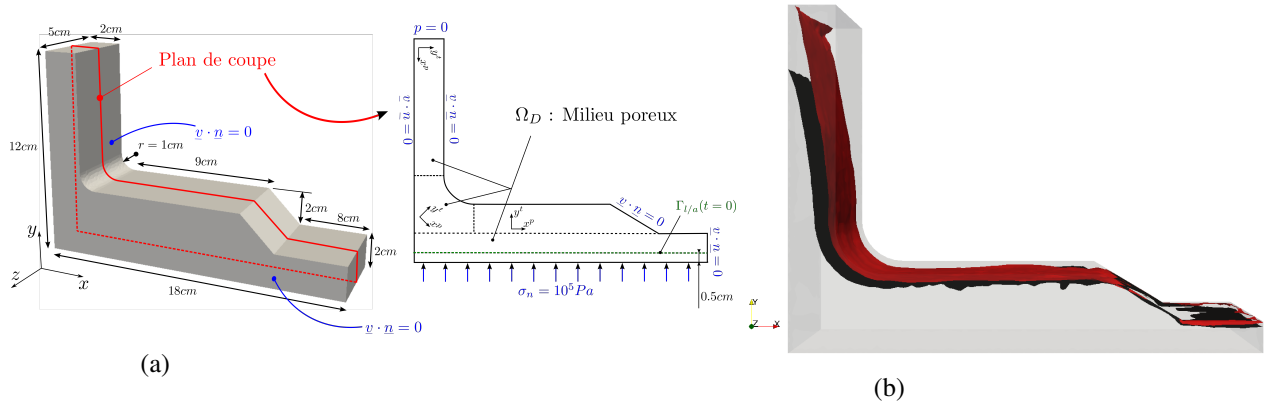 5cm
2cm
Plan de coupe
v · n = 0
r = 1cm
12cm
9cm
2cm
8cm
2cm
y
z
x
18cm
v · n = 0
(a)
p = 0
y^t
x^p
v · n = 0
v · n = 0
Ω_D : Milieu poreux
y^t
x^p
y^t
x^p
v · n = 0
Γ_{l/a}(t = 0)
v · n = 0
σ_n = 10^5 Pa
0.5cm
Y
Z
X
(b)